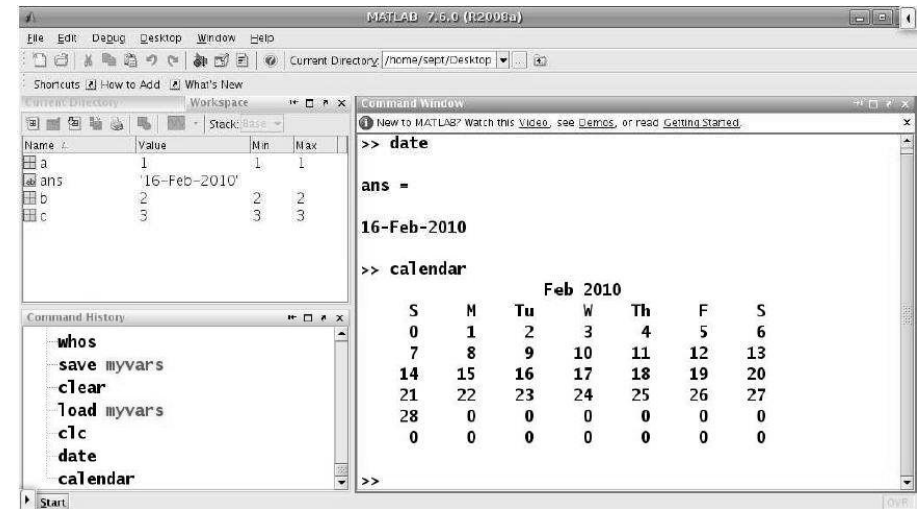 MATLAB 7.6.0 (R2008a)
File Edit Debug Desktop Window Help
Current Directory: /home/sept/Desktop ...
Shortcuts How to Add What's New
Current Directory Workspace
Stack: Base
Name Value Min Max
a 1 1 1
ans '16-Feb-2010'
b 2 2 2
c 3 3 3
Command History
whos
save myvars
clear
load myvars
clc
date
calendar
Command Window
New to MATLAB? Watch this Video, see Demos, or read Getting Started.
>> date
ans =
16-Feb-2010
>> calendar
Feb 2010
S M Tu W Th F S
0 1 2 3 4 5 6
7 8 9 10 11 12 13
14 15 16 17 18 19 20
21 22 23 24 25 26 27
28 0 0 0 0 0 0
0 0 0 0 0 0 0
>>
Start
OVR